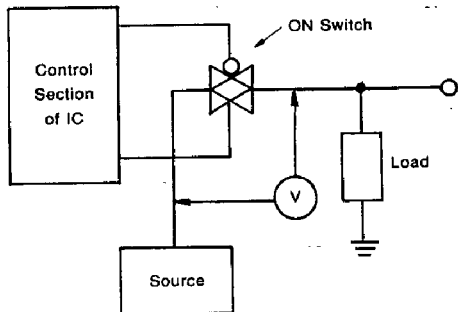 ON Switch
Control
Section
of IC
Load
V
Source